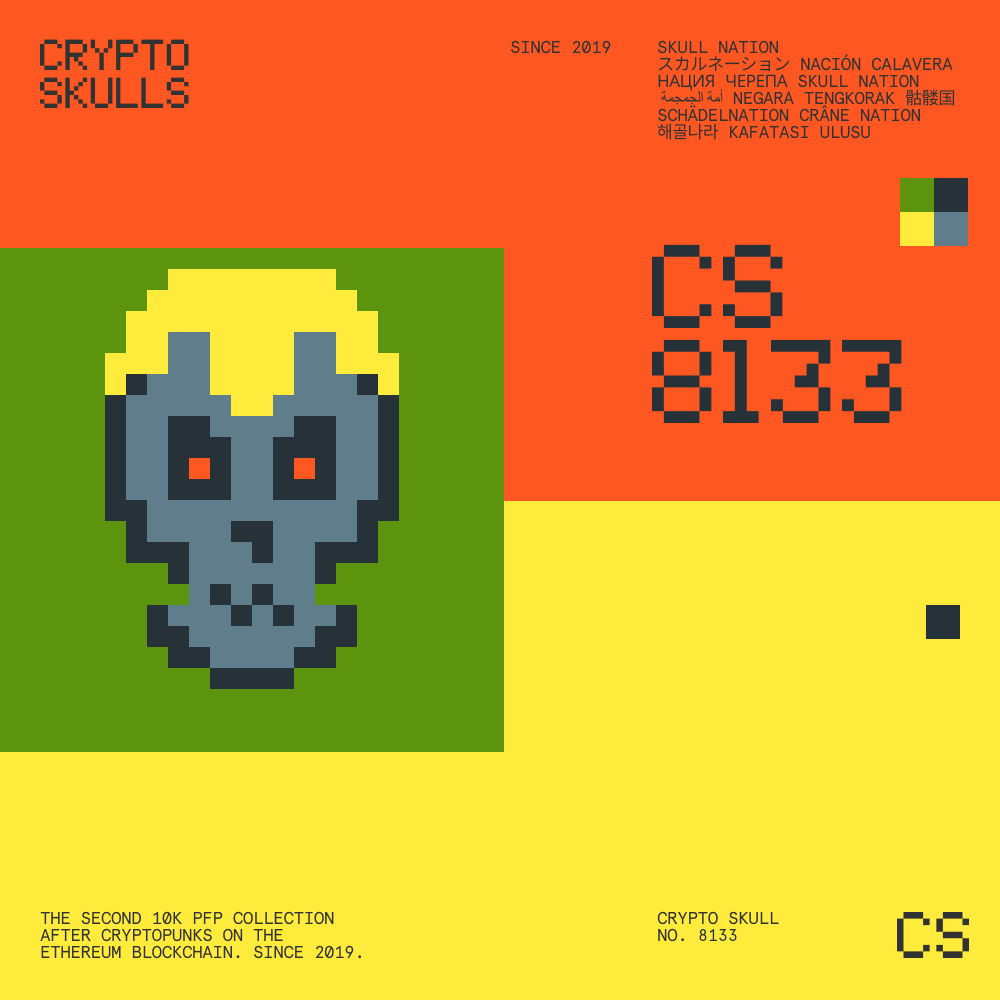 CRYPTO
SKULLS
SINCE 2019
SKULL NATION
スカルネーション NACIÓN CALAVERA
НАЦИЯ ЧЕРЕПА SKULL NATION
أمة الجمجمة NEGARA TENGKORAK 骷髅国
SCHÄDELNATION CRÂNE NATION
해골나라 KAFATASI ULUSU
CS
8133
THE SECOND 10K PFP COLLECTION
AFTER CRYPTOPUNKS ON THE
ETHEREUM BLOCKCHAIN. SINCE 2019.
CRYPTO SKULL
NO. 8133
CS